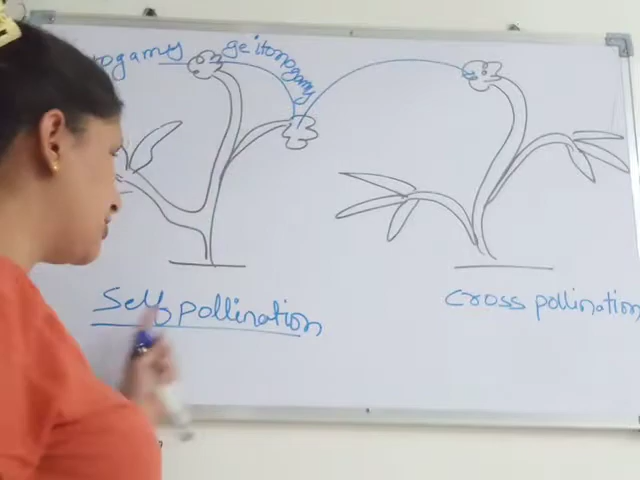 geitonogamy
Self pollination
Cross pollination